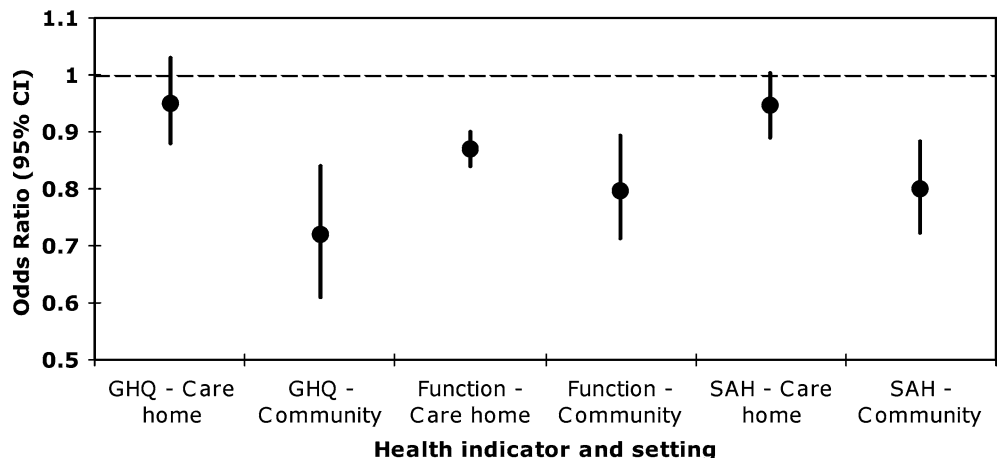 1.1
1
0.9
0.8
0.7
0.6
0.5
Odds Ratio (95% CI)
GHQ - Care
home
GHQ -
Community
Function -
Care home
Function -
Community
SAH - Care
home
SAH -
Community
Health indicator and setting